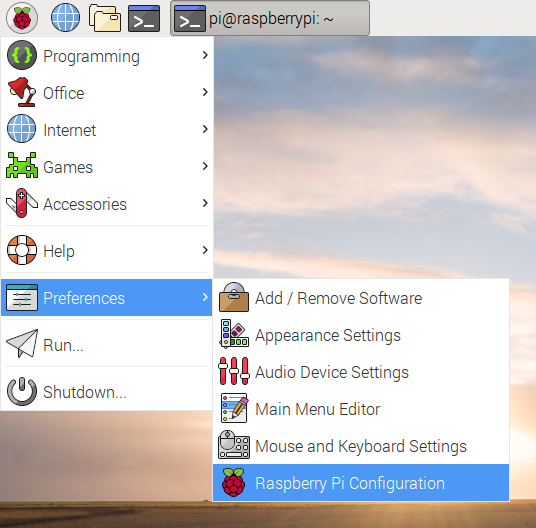 pi@raspberrypi: ~
Programming
Office
Internet
Games
Accessories
Help
Preferences
Run...
Shutdown...
Add / Remove Software
Appearance Settings
Audio Device Settings
Main Menu Editor
Mouse and Keyboard Settings
Raspberry Pi Configuration